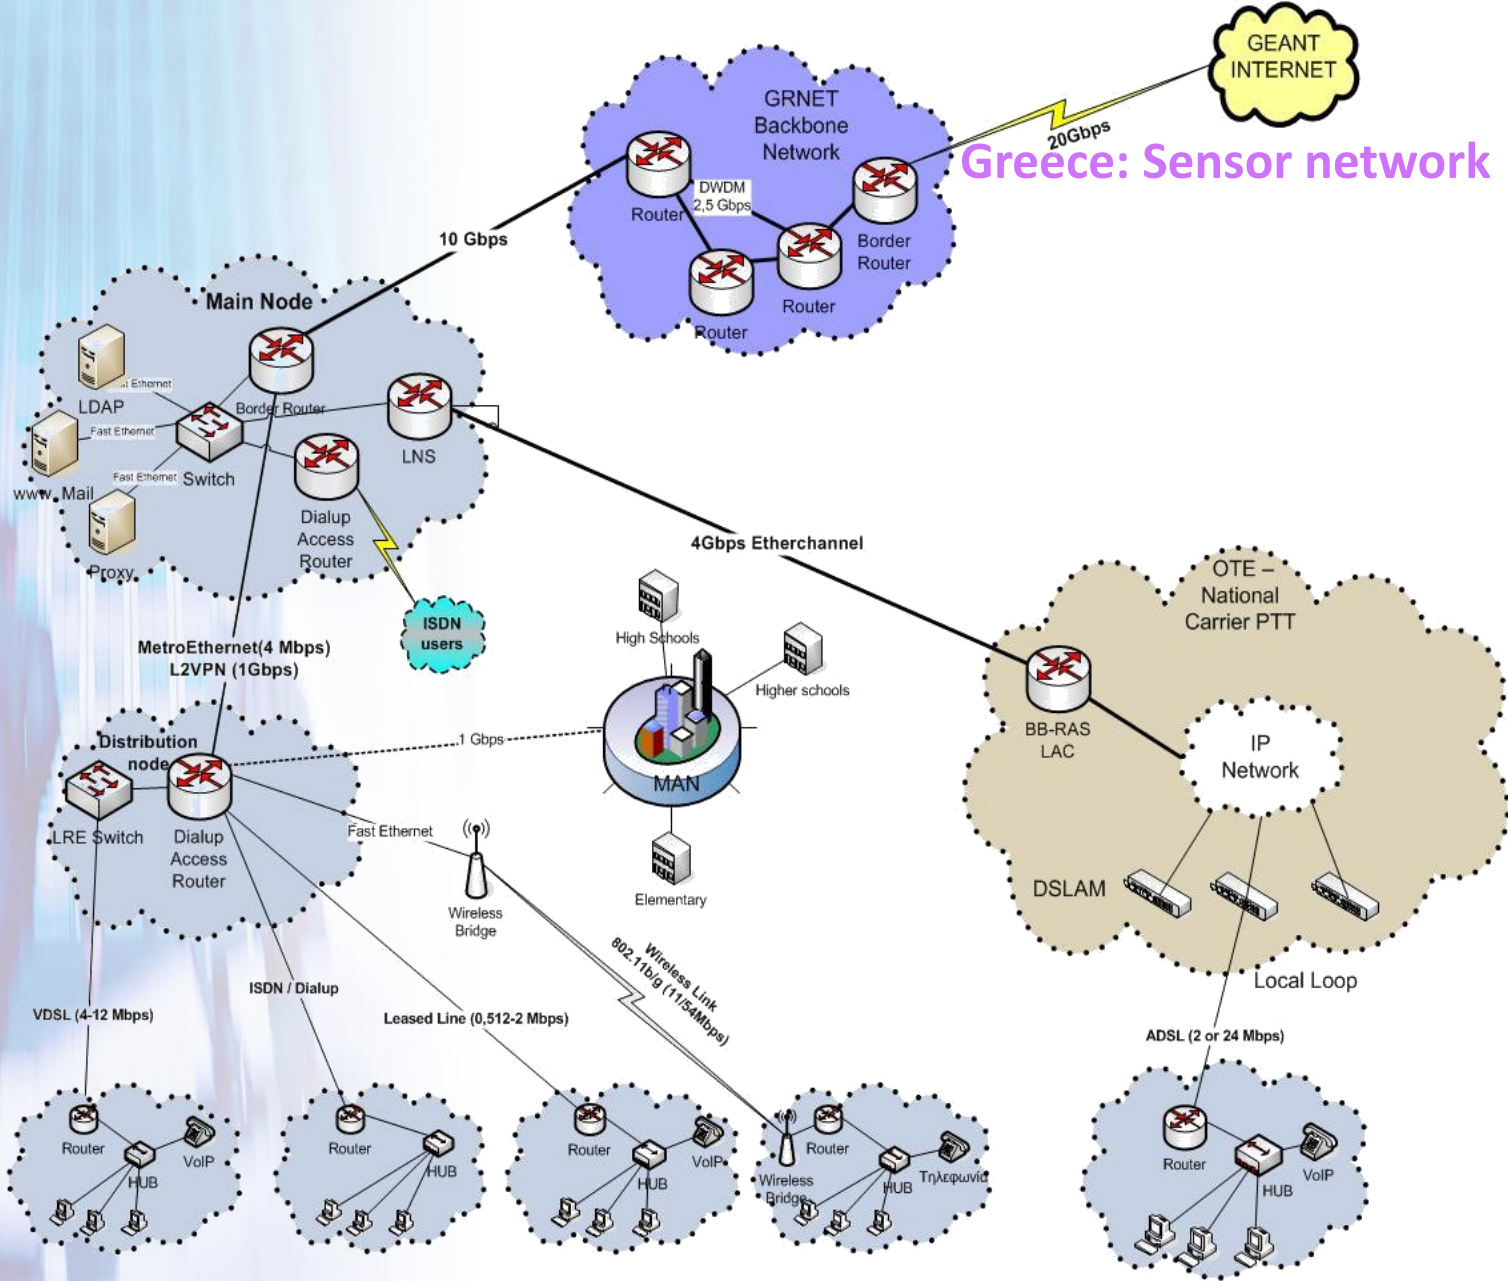 GEANT
INTERNET
GRNET
Backbone
Network
20Gbps
Greece: Sensor network
DWDM
2,5 Gbps
Router
Border
Router
Router
Router
10 Gbps
Main Node
Fast Ethernet
LDAP
Border Router
Fast Ethernet
LNS
Fast Ethernet
Switch
www, Mail
Dialup
Access
Router
Proxy
4Gbps Etherchannel
OTE –
National
Carrier PTT
ISDN
users
High Schools
MetroEthernet(4 Mbps)
L2VPN (1Gbps)
Higher schools
BB-RAS
LAC
IP
Network
Distribution
node
1 Gbps
MAN
LRE Switch
Dialup
Access
Router
Fast Ethernet
Wireless
Bridge
Elementary
DSLAM
Wireless Link
802.11b/g (11/54Mbps)
Local Loop
ISDN / Dialup
VDSL (4-12 Mbps)
Leased Line (0,512-2 Mbps)
ADSL (2 or 24 Mbps)
Router
VoIP
HUB
Router
HUB
Router
VoIP
HUB
Wireless
Bridge
Router
HUB
Τηλεφωνία
Router
HUB
VoIP